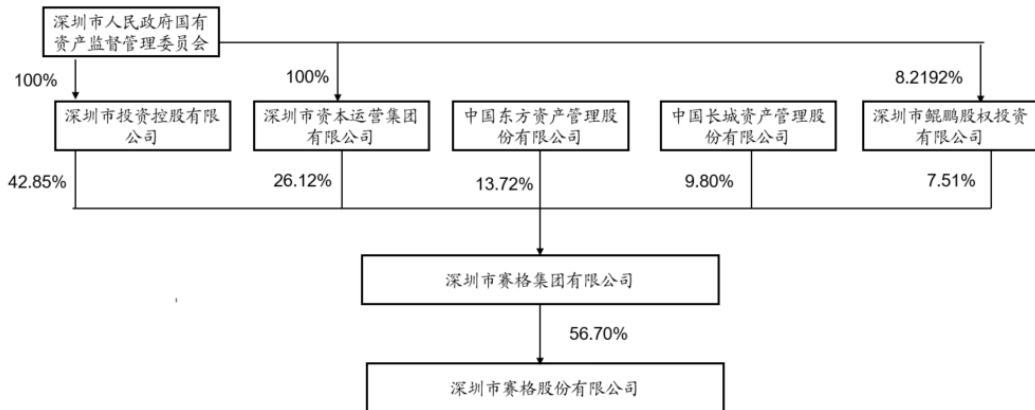 深圳市人民政府国有
资产监督管理委员会
100%
100%
8.2192%
深圳市投资控股有限
公司
深圳市资本运营集团
有限公司
中国东方资产管理股
份有限公司
中国长城资产管理股
份有限公司
深圳市鲲鹏股权投资
有限公司
42.85%
26.12%
13.72%
9.80%
7.51%
深圳市赛格集团有限公司
56.70%
深圳市赛格股份有限公司